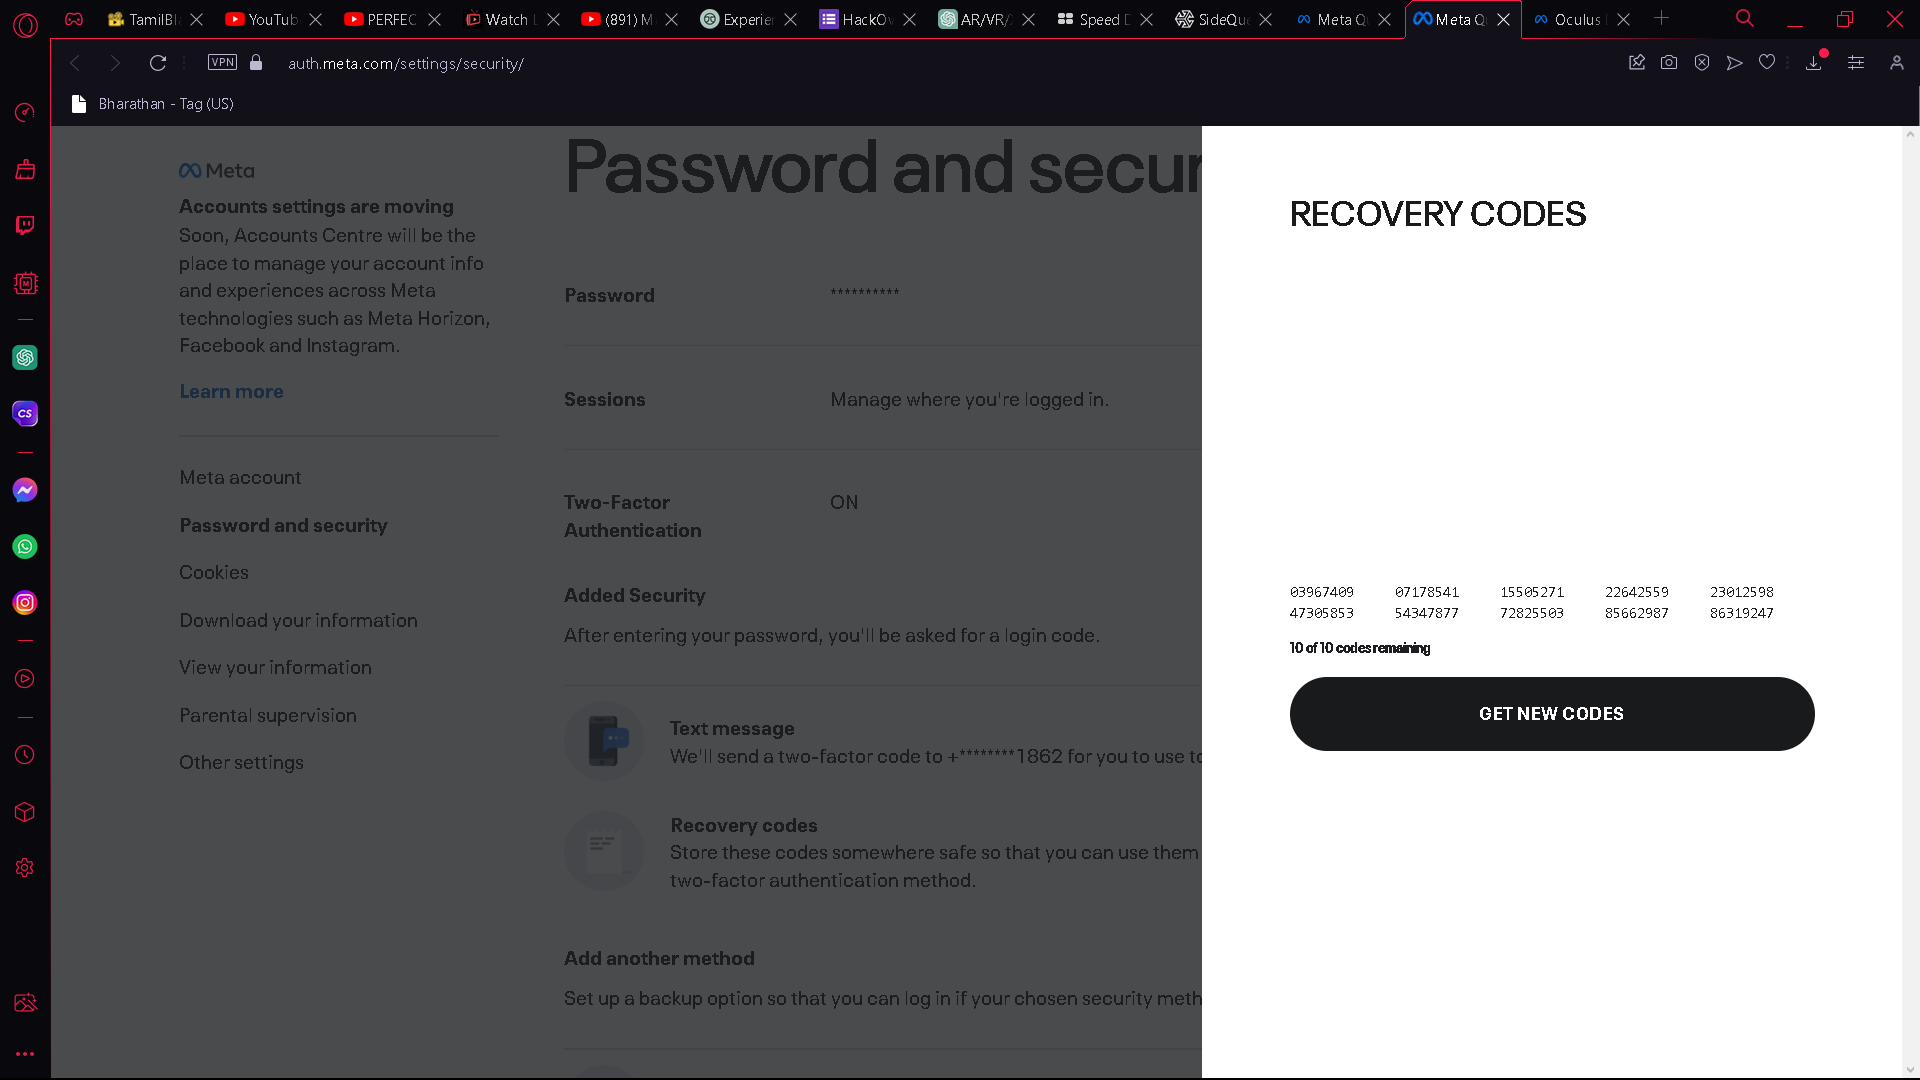 TamilBl
YouTub
PERFEC
Watch L
(891) M
Experier
HackOv
AR/VR/
Speed D
SideQue
Meta Qu
Meta Qu
Oculus
VPN
auth.meta.com/settings/security/
Bharathan - Tag (US)
Meta
Accounts settings are moving
Soon, Accounts Centre will be the
place to manage your account info
and experiences across Meta
technologies such as Meta Horizon,
Facebook and Instagram.
Learn more
Meta account
Password and security
Cookies
Download your information
View your information
Parental supervision
Other settings
Password and secur
Password **********
Sessions Manage where you're logged in.
Two-Factor
Authentication
ON
Added Security
After entering your password, you'll be asked for a login code.
Text message
We'll send a two-factor code to +********1862 for you to use to
Recovery codes
Store these codes somewhere safe so that you can use them
two-factor authentication method.
Add another method
Set up a backup option so that you can log in if your chosen security meth
RECOVERY CODES
03967409 07178541 15505271 22642559 23012598
47305853 54347877 72825503 85662987 86319247
10 of 10 codes remaining
GET NEW CODES
CS